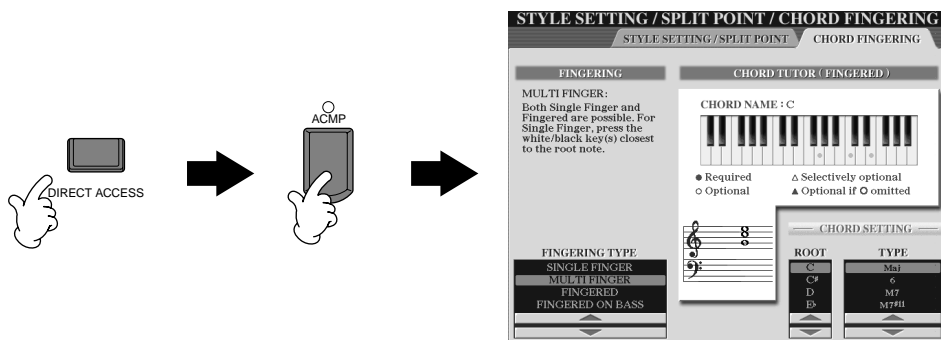 DIRECT ACCESS
ACMP
STYLE SETTING / SPLIT POINT / CHORD FINGERING
STYLE SETTING / SPLIT POINT
CHORD FINGERING
FINGERING
MULTI FINGER:
Both Single Finger and
Fingered are possible. For
Single Finger, press the
white/black key(s) closest
to the root note.
FINGERING TYPE
SINGLE FINGER
MULTI FINGER
FINGERED
FINGERED ON BASS
CHORD TUTOR ( FINGERED )
CHORD NAME : C
● Required △ Selectively optional
○ Optional ▲ Optional if O omitted
CHORD SETTING
ROOT TYPE
C Maj
C# 6
D M7
E♭ M7#11